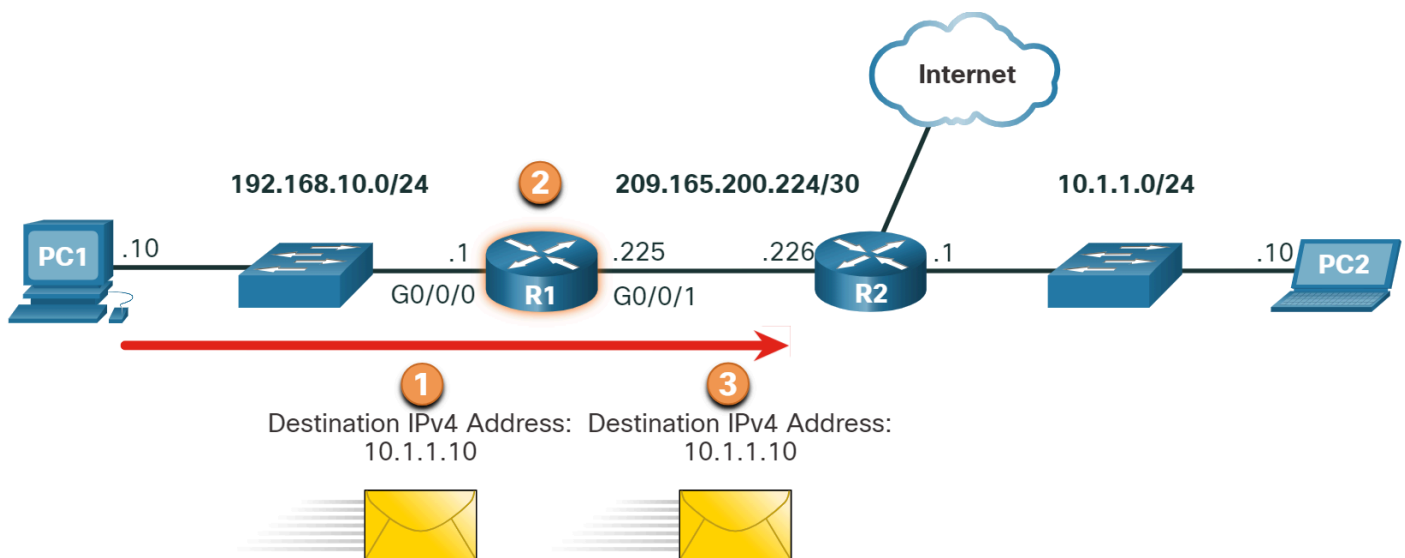 Internet
192.168.10.0/24
2
209.165.200.224/30
10.1.1.0/24
PC1
.10
.1
G0/0/0
R1
.225
G0/0/1
.226
R2
.1
.10
PC2
1
Destination IPv4 Address:
10.1.1.10
3
Destination IPv4 Address:
10.1.1.10